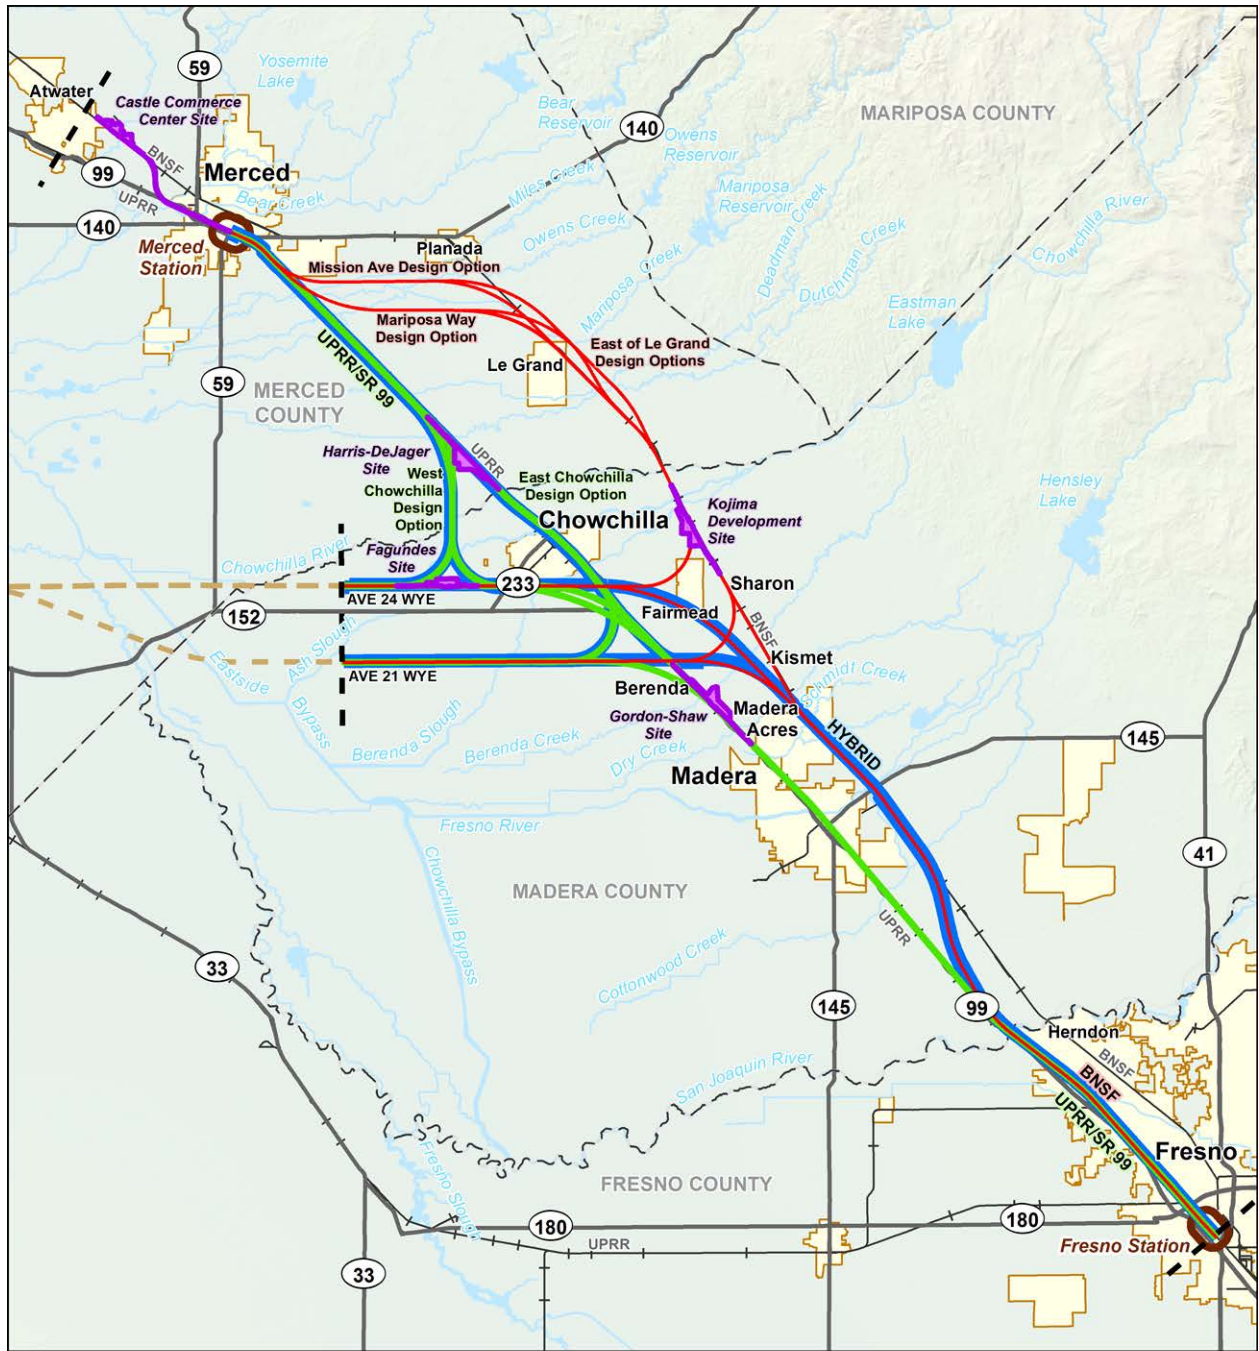 59
Yosemite
Lake
Atwater
Castle Commerce
Center Site
Bear
Reservoir
MARIPOSA COUNTY
140
Owens
Reservoir
BNSF
99
Merced
UPRR
Bear Creek
Miles Creek
Mariposa
Reservoir
Deadman Creek
Dutchman Creek
Chowchilla River
140
Merced
Station
Planada
Owens Creek
Mission Ave Design Option
Mariposa Creek
Eastman
Lake
Mariposa Way
Design Option
East of Le Grand
Design Options
UPRR/SR 99
Le Grand
59
MERCED
COUNTY
Harris-DeJager
Site
UPRR
West
Chowchilla
Design
Option
East Chowchilla
Design Option
Hensley
Lake
Chowchilla
Kojima
Development
Site
Chowchilla River
Fagundes
Site
233
Sharon
AVE 24 WYE
152
Fairmead
BNSF
Ash Slough
Eastside
Bypass
Kismet
AVE 21 WYE
Schmidt Creek
Berenda
Madera
Acres
Gordon-Shaw
Site
Berenda Slough
Berenda Creek
Dry Creek
HYBRID
145
Madera
Fresno River
41
Chowchilla Bypass
MADERA COUNTY
UPRR
Cottonwood Creek
33
145
99
Herndon
BNSF
San Joaquin River
BNSF
UPRR/SR 99
Fresno
Fresno Slough
FRESNO COUNTY
180
180
UPRR
Fresno Station
33